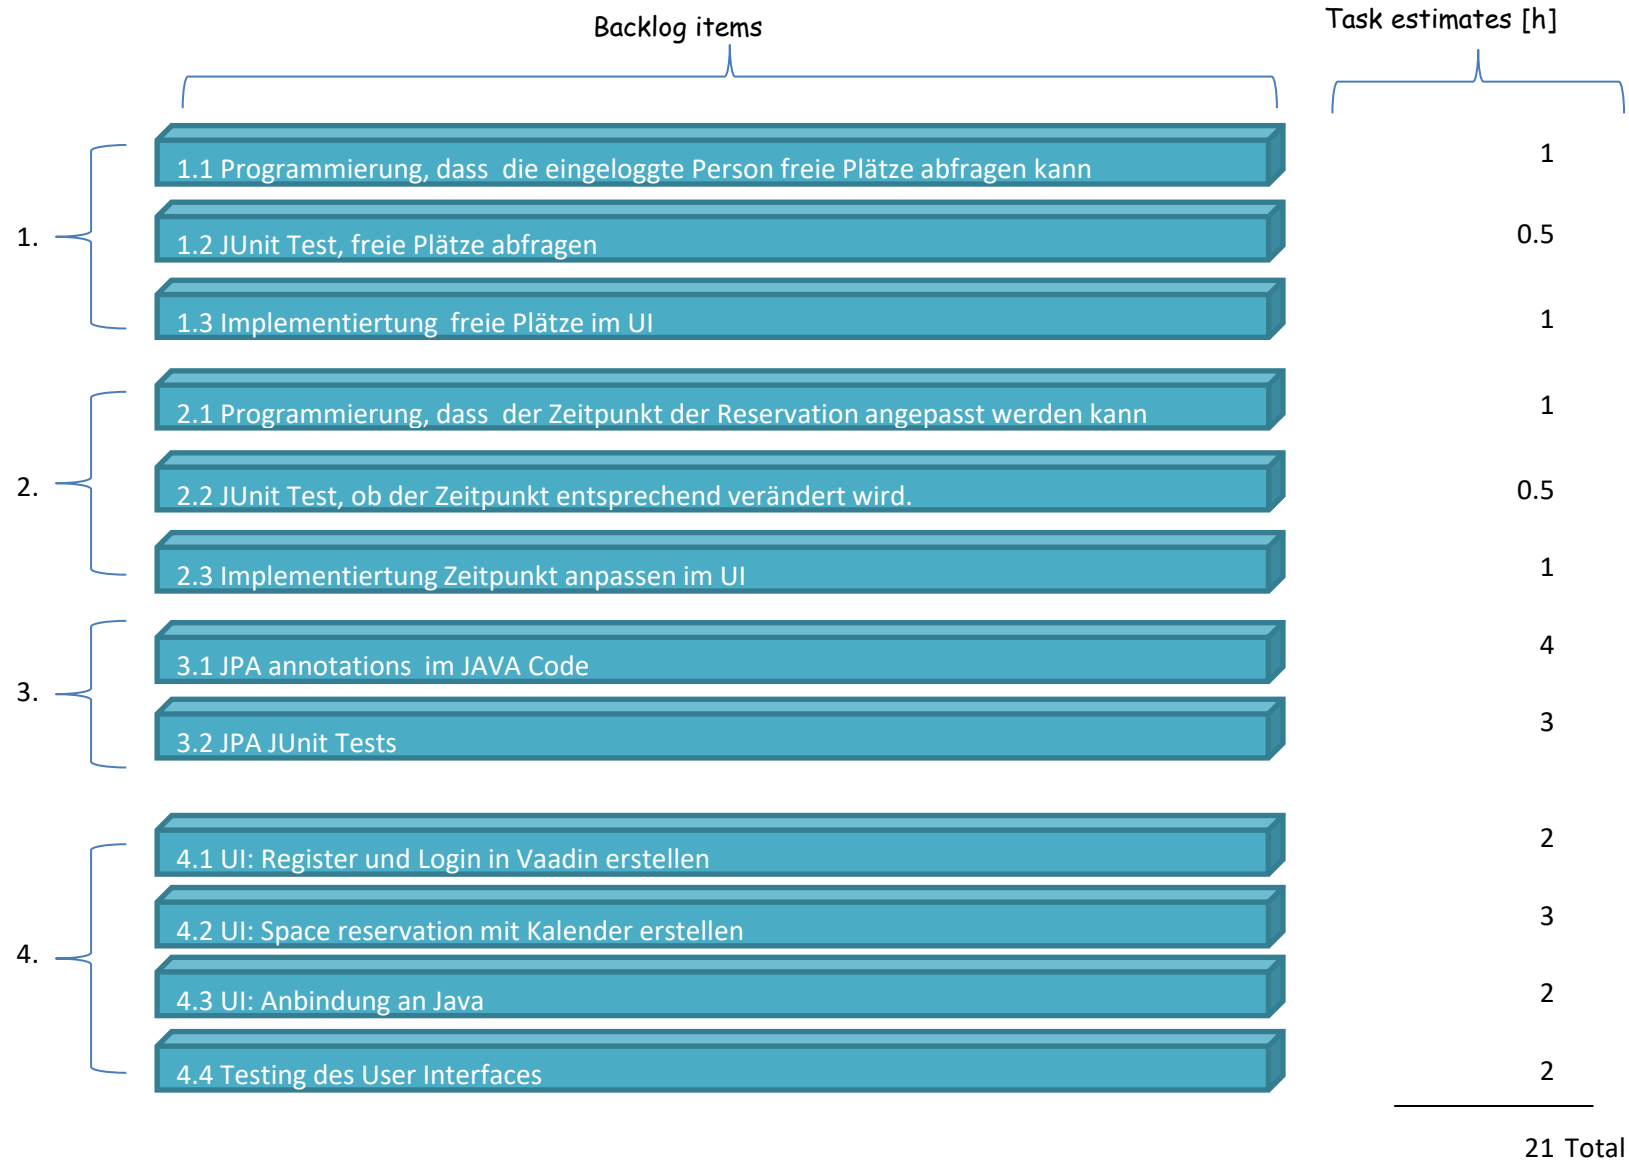 Backlog items
Task estimates [h]
1.
1.1 Programmierung, dass  die eingeloggte Person freie Plätze abfragen kann
1
1.2 JUnit Test, freie Plätze abfragen
0.5
1.3 Implementiertung  freie Plätze im UI
1
2.
2.1 Programmierung, dass  der Zeitpunkt der Reservation angepasst werden kann
1
2.2 JUnit Test, ob der Zeitpunkt entsprechend verändert wird.
0.5
2.3 Implementiertung Zeitpunkt anpassen im UI
1
3.
3.1 JPA annotations  im JAVA Code
4
3.2 JPA JUnit Tests
3
4.
4.1 UI: Register und Login in Vaadin erstellen
2
4.2 UI: Space reservation mit Kalender erstellen
3
4.3 UI: Anbindung an Java
2
4.4 Testing des User Interfaces
2
21 Total